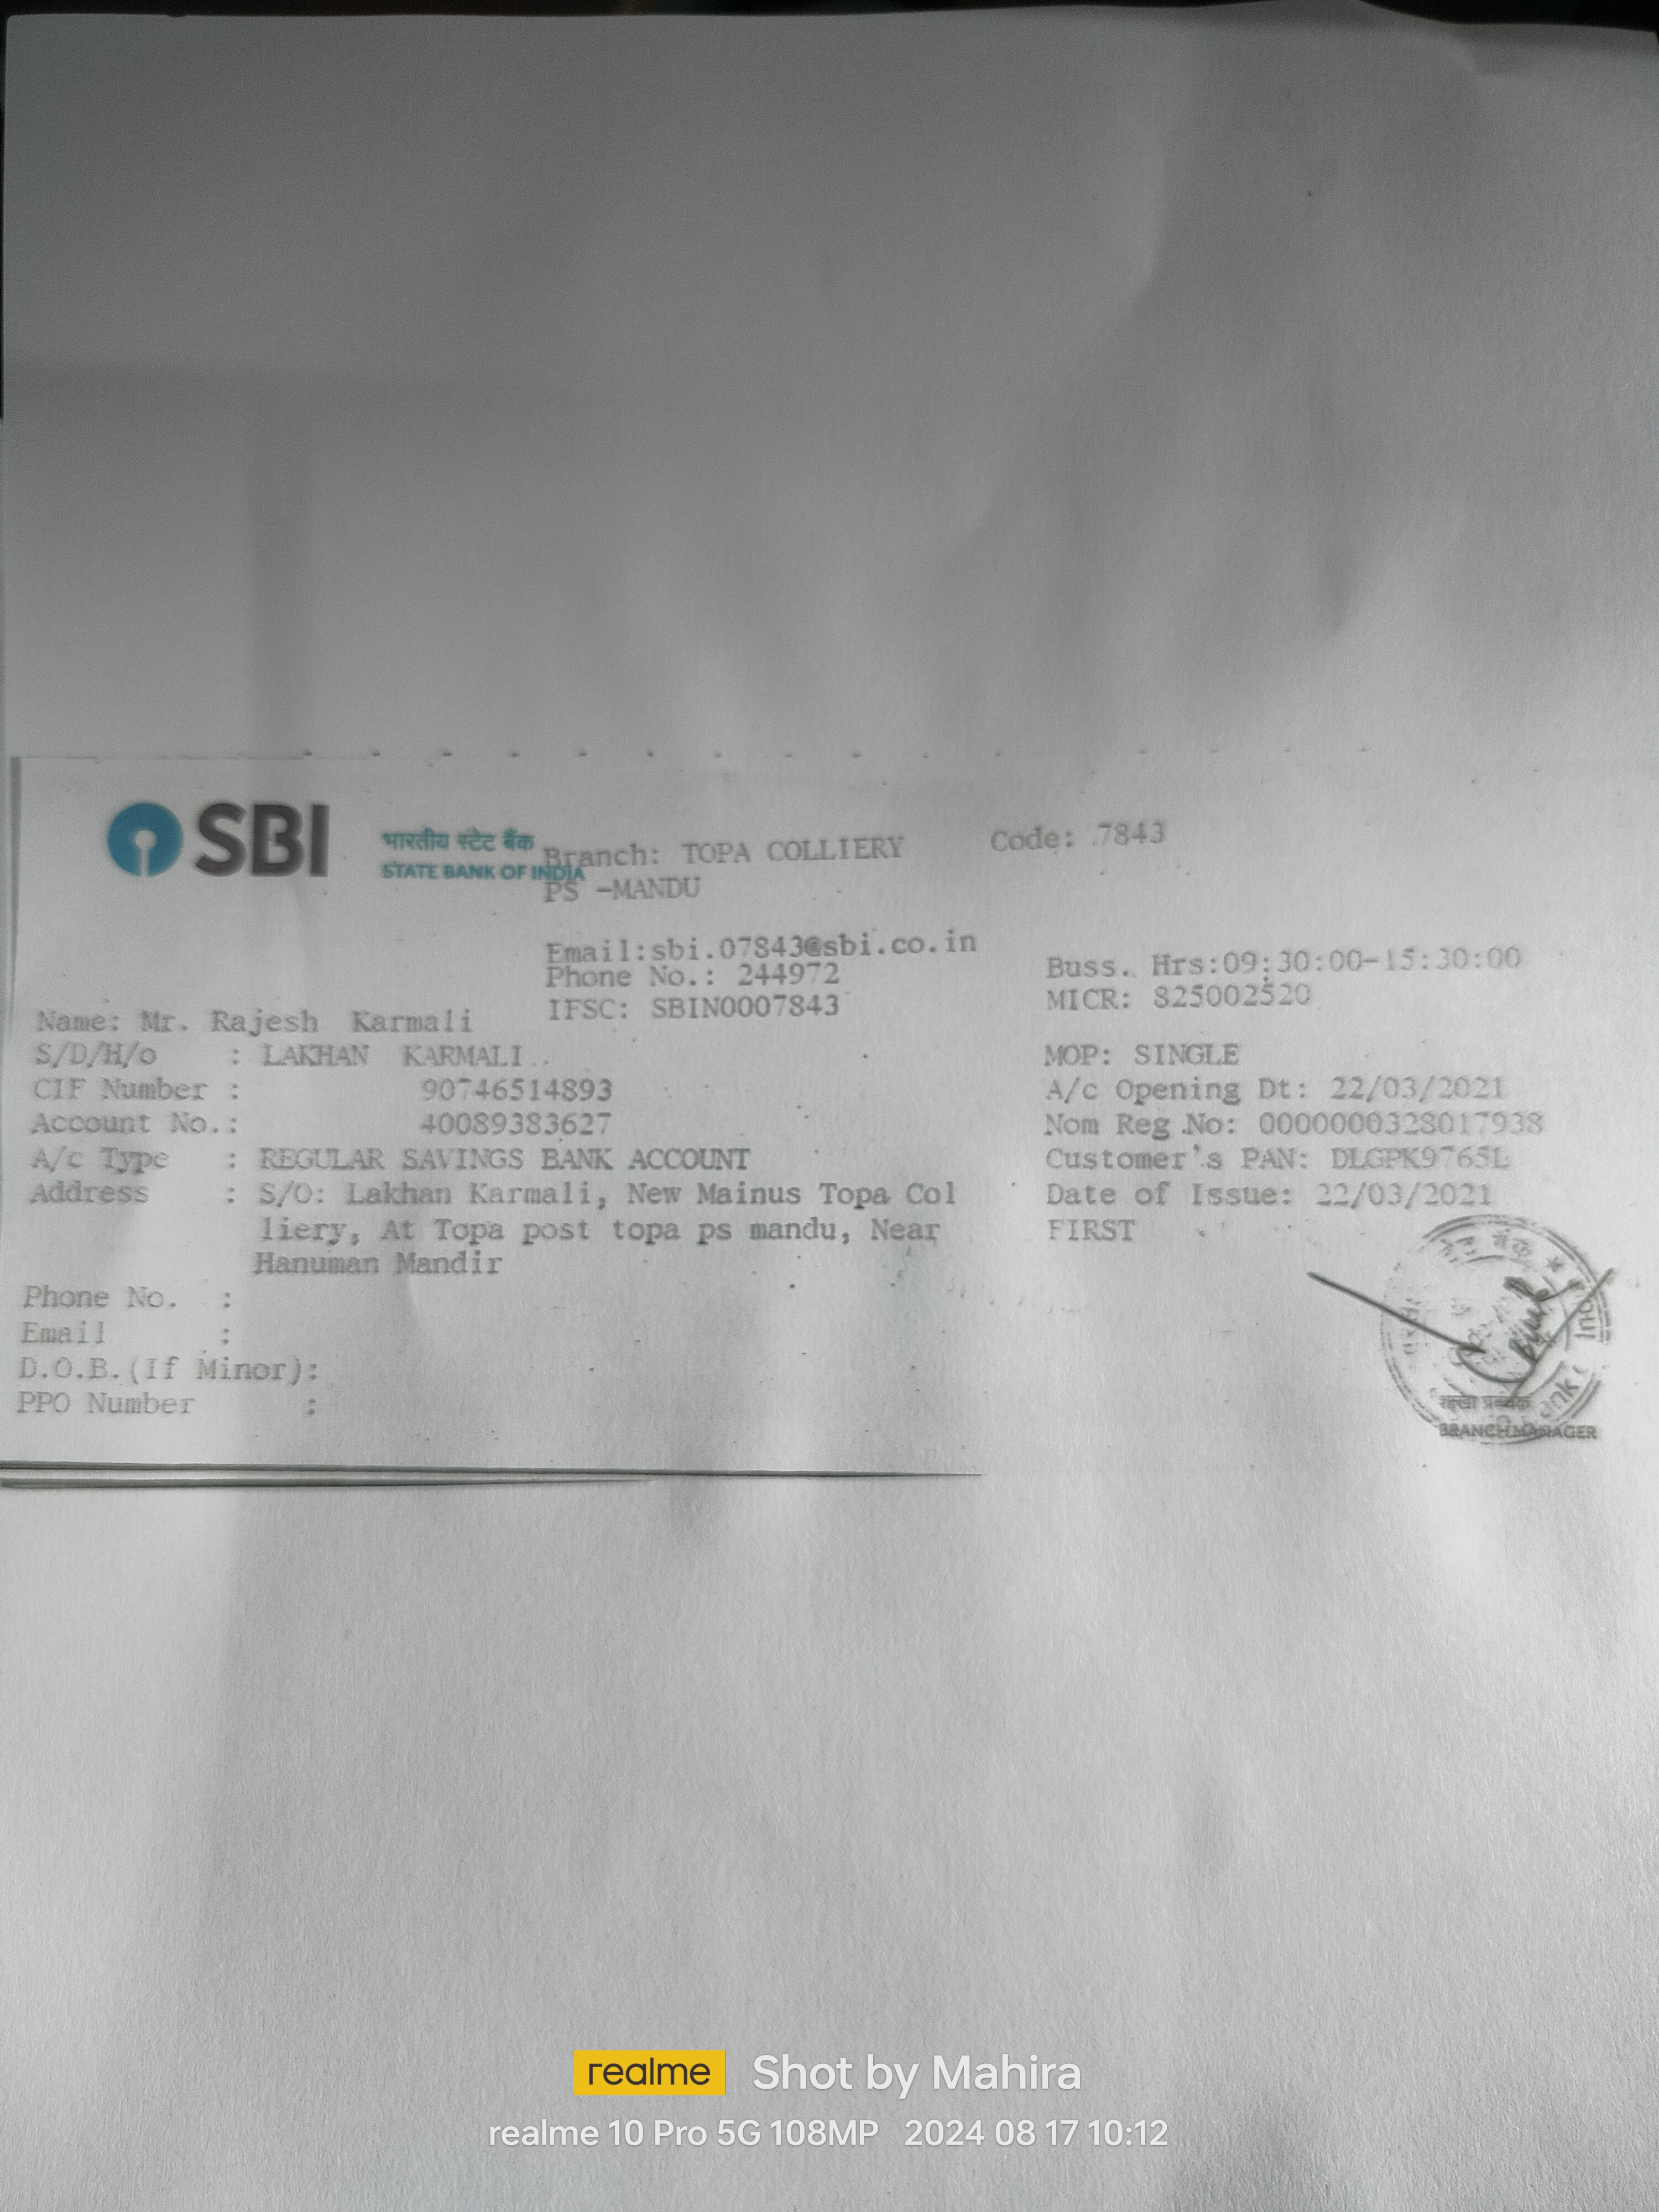 SBI
भारतीय स्टेट बैंक
STATE BANK OF INDIA
Branch: TOPA COLLIERY Code: 7843
PS -MANDU
Email:sbi.07843@sbi.co.in
Phone No.: 244972 Buss. Hrs:09:30:00-15:30:00
IFSC: SBIN0007843 MICR: 825002520
Name: Mr. Rajesh Karmali
S/D/H/o : LAKHAN KARMALI MOP: SINGLE
CIF Number : 90746514893 A/c Opening Dt: 22/03/2021
Account No.: 40089383627 Nom Reg No: 0000000328017938
A/c Type : REGULAR SAVINGS BANK ACCOUNT Customer's PAN: DLGPK9765L
Address : S/O: Lakhan Karmali, New Mainus Topa Col Date of Issue: 22/03/2021
liery, At Topa post topa ps mandu, Near FIRST
Hanuman Mandir
Phone No. :
Email :
D.O.B.(If Minor):
PPO Number :
शाखा प्रबन्धक
BRANCH MANAGER
realme Shot by Mahira
realme 10 Pro 5G 108MP 2024 08 17 10:12